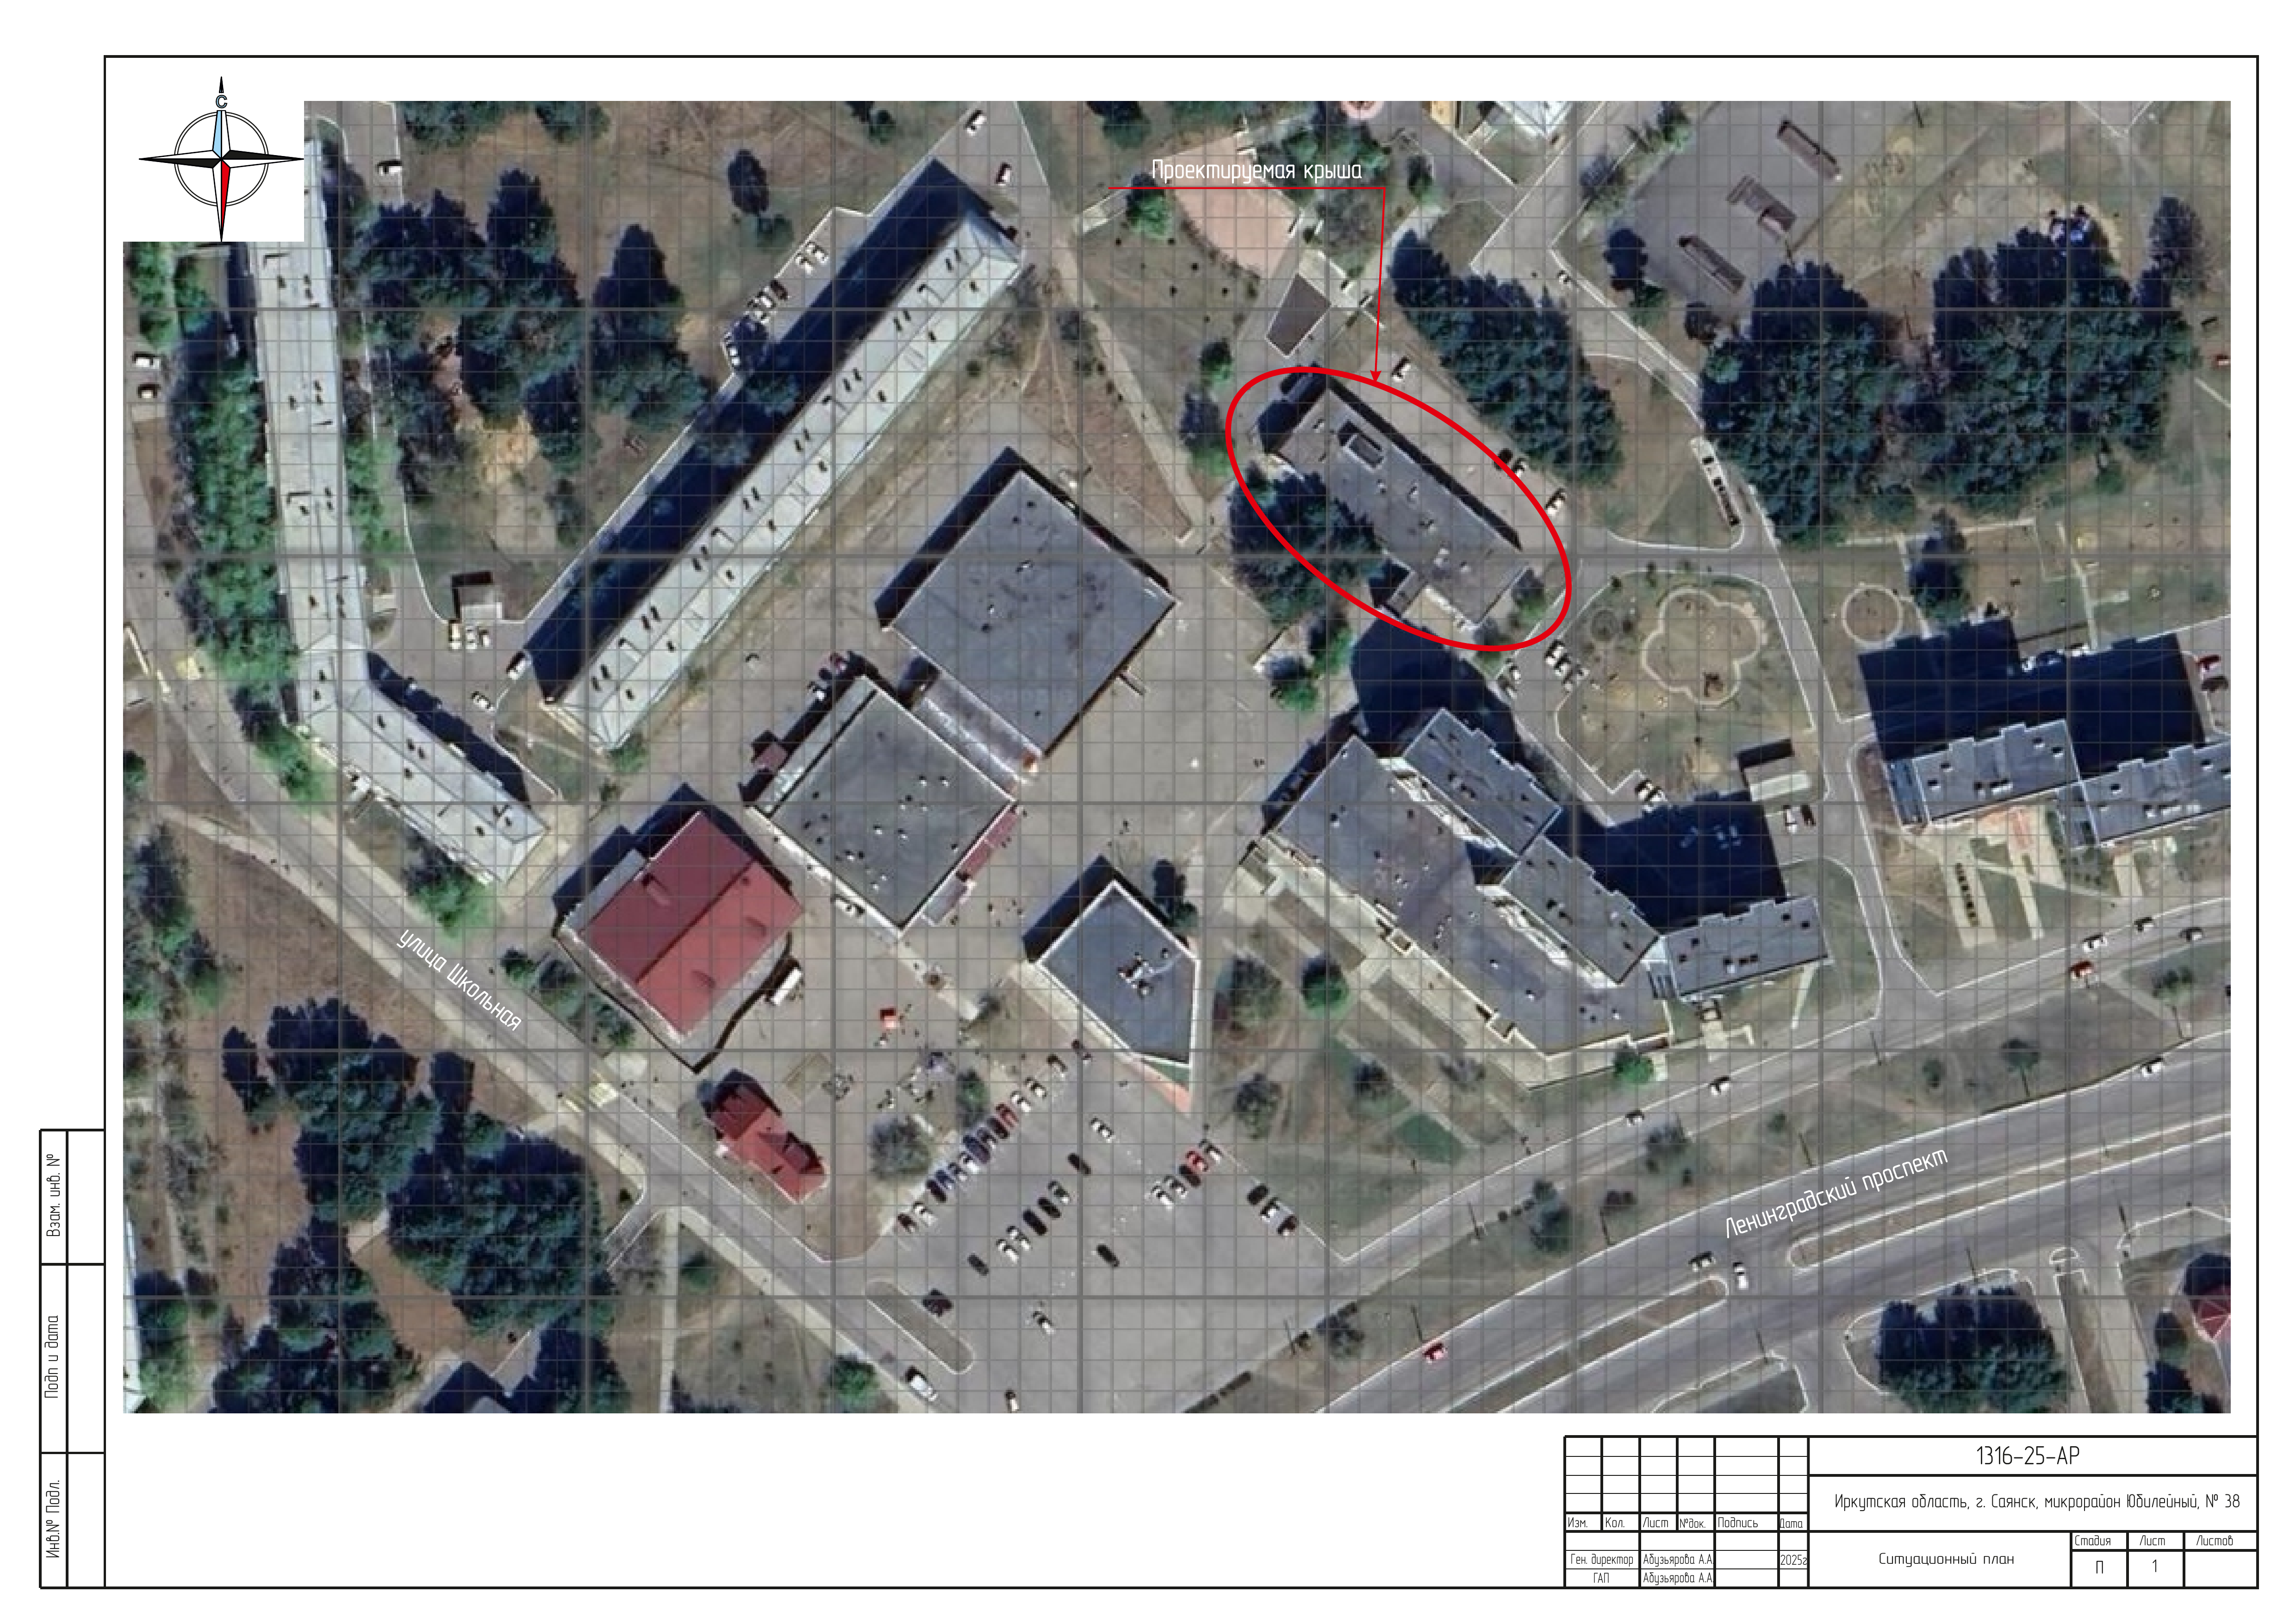 С
Проектируемая крыша
улица Школьная
Ленинградский проспект
Взам. инв. №
Подп и дата
Инв.№ Подл.
1316-25-АР
Иркутская область, г. Саянск, микрорайон Юбилейный, № 38
Изм. Кол. Лист №док. Подпись Дата
Ген. директор Абузьярова А.А 2025г
ГАП Абузьярова А.А
Ситуационный план
Стадия Лист Листов
П 1